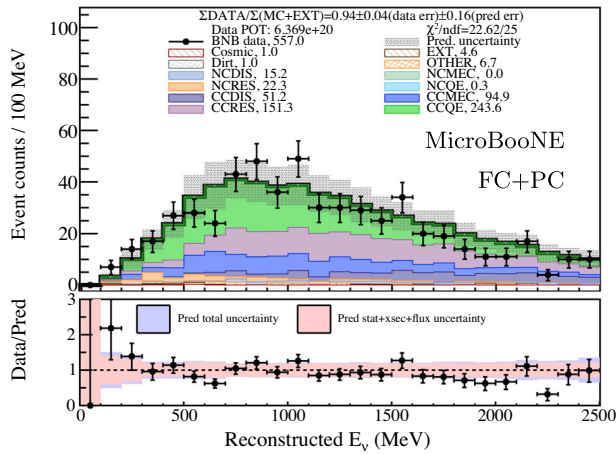 ΣDATA/Σ(MC+EXT)=0.94±0.04(data err)±0.16(pred err)
Data POT: 6.369e+20 χ²/ndf=22.62/25
BNB data, 557.0 Pred. uncertainty
Cosmic, 1.0 EXT, 4.6
Dirt, 1.0 OTHER, 6.7
NCDIS, 15.2 NCMEC, 0.0
NCRES, 22.3 NCQE, 0.3
CCDIS, 51.2 CCMEC, 94.9
CCRES, 151.3 CCQE, 243.6
MicroBooNE
FC+PC
Event counts / 100 MeV
100
80
60
40
20
0
Pred total uncertainty Pred stat+xsec+flux uncertainty
Data/Pred
3
2
1
0
0 500 1000 1500 2000 2500
Reconstructed Eν (MeV)